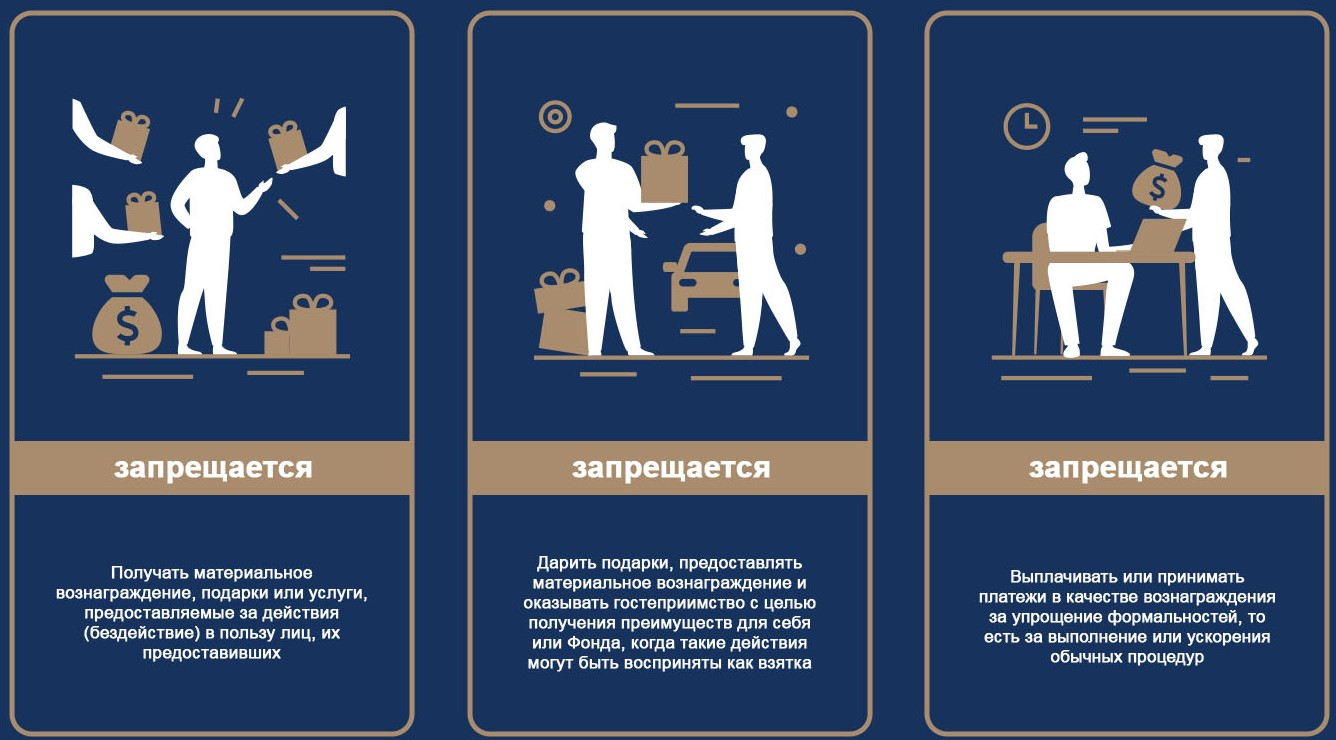 запрещается
Получать материальное
вознаграждение, подарки или услуги,
предоставляемые за действия
(бездействие) в пользу лиц, их
предоставивших
запрещается
Дарить подарки, предоставлять
материальное вознаграждение и
оказывать гостеприимство с целью
получения преимуществ для себя
или Фонда, когда такие действия
могут быть восприняты как взятка
запрещается
Выплачивать или принимать
платежи в качестве вознаграждения
за упрощение формальностей, то
есть за выполнение или ускорения
обычных процедур